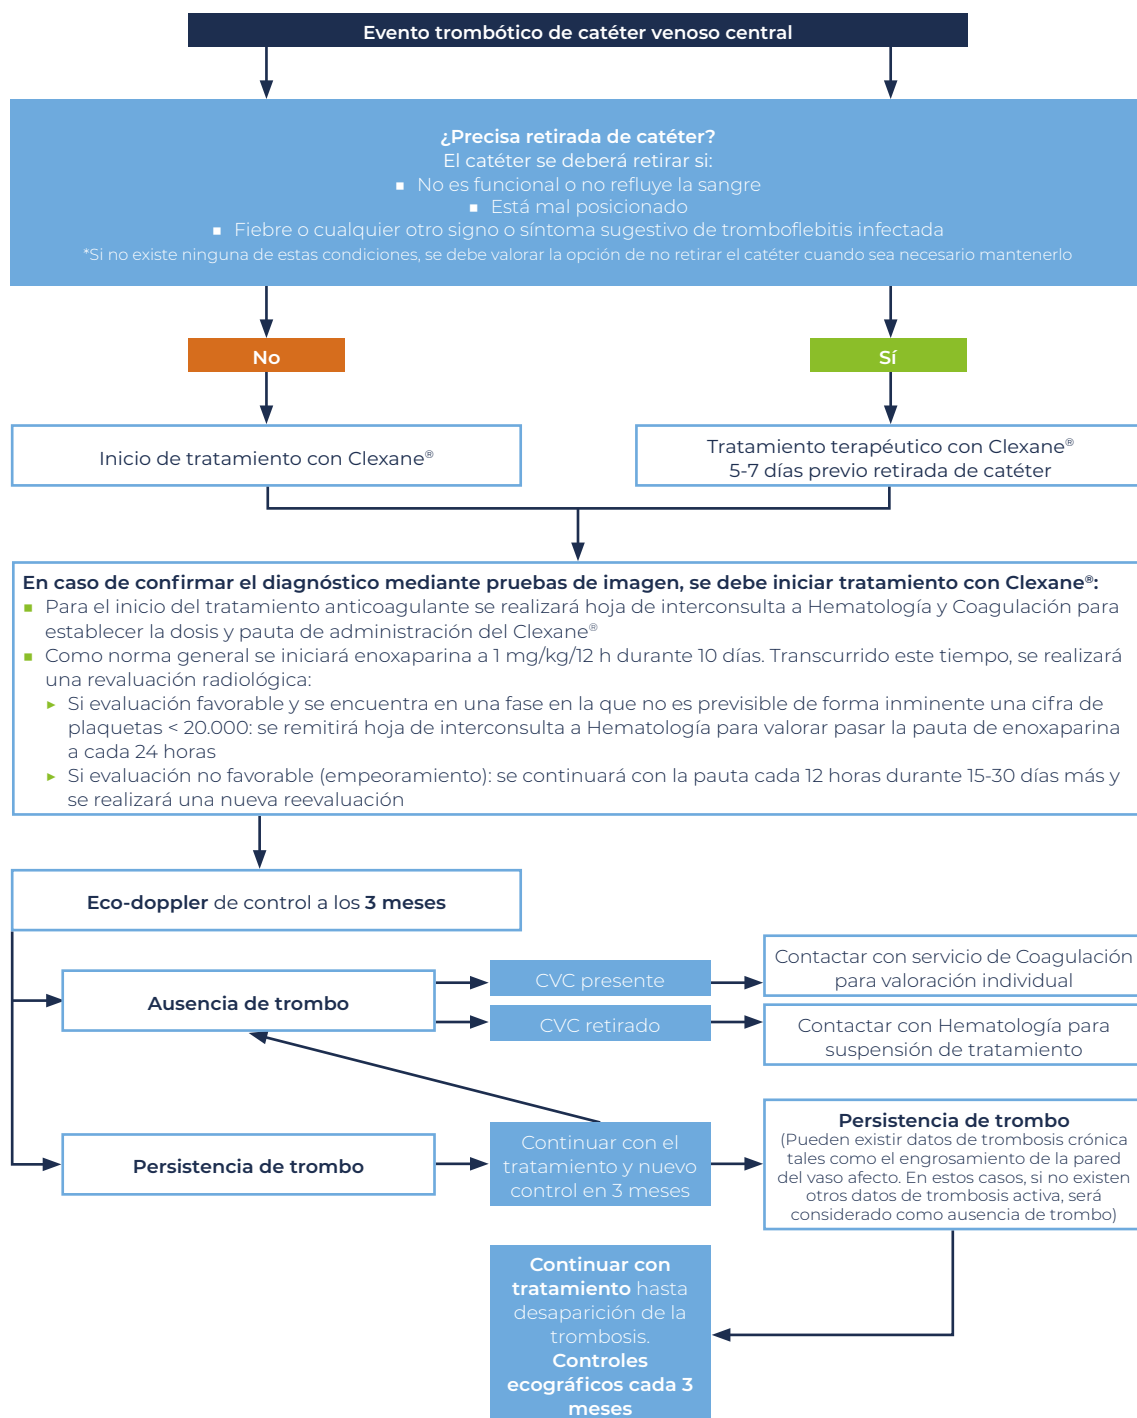 Evento trombótico de catéter venoso central
¿Precisa retirada de catéter?
El catéter se deberá retirar si:
■ No es funcional o no refluye la sangre
■ Está mal posicionado
■ Fiebre o cualquier otro signo o síntoma sugestivo de tromboflebitis infectada
*Si no existe ninguna de estas condiciones, se debe valorar la opción de no retirar el catéter cuando sea necesario mantenerlo
No
Sí
Inicio de tratamiento con Clexane®
Tratamiento terapéutico con Clexane®
5-7 días previo retirada de catéter
En caso de confirmar el diagnóstico mediante pruebas de imagen, se debe iniciar tratamiento con Clexane®:
■ Para el inicio del tratamiento anticoagulante se realizará hoja de interconsulta a Hematología y Coagulación para
establecer la dosis y pauta de administración del Clexane®
■ Como norma general se iniciará enoxaparina a 1 mg/kg/12 h durante 10 días. Transcurrido este tiempo, se realizará
una revaluación radiológica:
► Si evaluación favorable y se encuentra en una fase en la que no es previsible de forma inminente una cifra de
plaquetas < 20.000: se remitirá hoja de interconsulta a Hematología para valorar pasar la pauta de enoxaparina
a cada 24 horas
► Si evaluación no favorable (empeoramiento): se continuará con la pauta cada 12 horas durante 15-30 días más y
se realizará una nueva reevaluación
Eco-doppler de control a los 3 meses
Ausencia de trombo
CVC presente
Contactar con servicio de Coagulación
para valoración individual
CVC retirado
Contactar con Hematología para
suspensión de tratamiento
Persistencia de trombo
Continuar con el
tratamiento y nuevo
control en 3 meses
Persistencia de trombo
(Pueden existir datos de trombosis crónica
tales como el engrosamiento de la pared
del vaso afecto. En estos casos, si no existen
otros datos de trombosis activa, será
considerado como ausencia de trombo)
Continuar con
tratamiento hasta
desaparición de la
trombosis.
Controles
ecográficos cada 3
meses